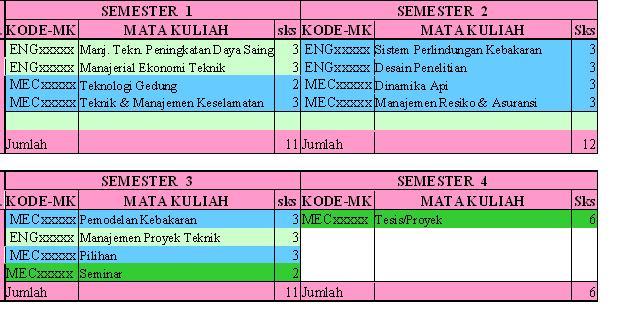 SEMESTER 1 SEMESTER 2
KODE-MK MATA KULIAH sks KODE-MK MATA KULIAH Sks
ENGxxxxx Manj. Tekn. Peningkatan Daya Saing 3 ENGxxxxx Sistem Perlindungan Kebakaran 3
ENGxxxxx Manajerial Ekonomi Teknik 3 ENGxxxxx Desain Penelitian 3
MECxxxxx Teknologi Gedung 2 MECxxxxx Dinamika Api 3
MECxxxxx Teknik & Manajemen Keselamatan 3 MECxxxxx Manajemen Resiko & Asuransi 3
Jumlah 11 Jumlah 12
SEMESTER 3 SEMESTER 4
KODE-MK MATA KULIAH sks KODE-MK MATA KULIAH Sks
MECxxxxx Pemodelan Kebakaran 3 MECxxxxx Tesis/Proyek 6
ENGxxxxx Manajemen Proyek Teknik 3
MECxxxxx Pilihan 3
MECxxxxx Seminar 2
Jumlah 11 Jumlah 6